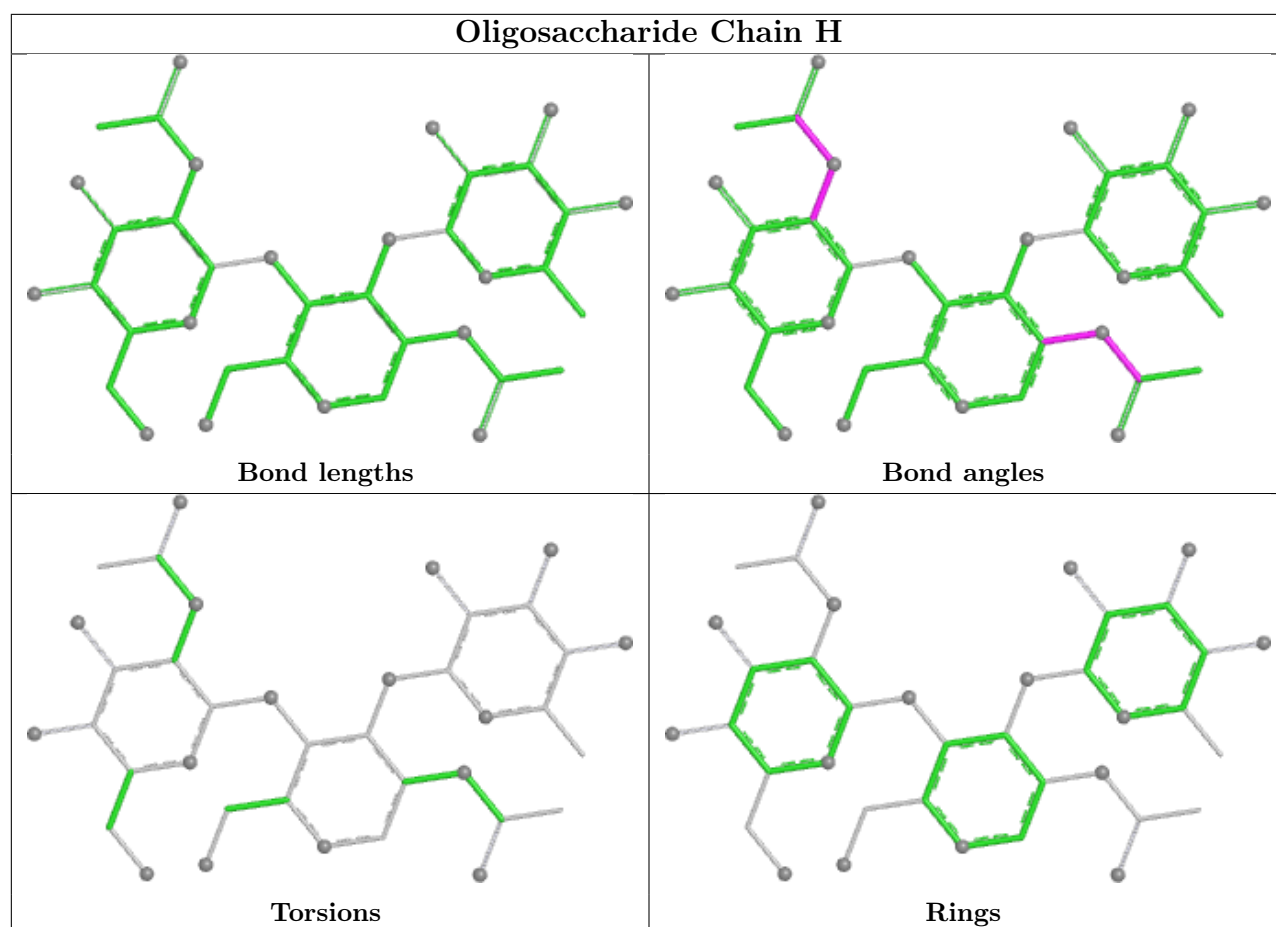 Oligosaccharide Chain H
Bond lengths
Bond angles
Torsions
Rings